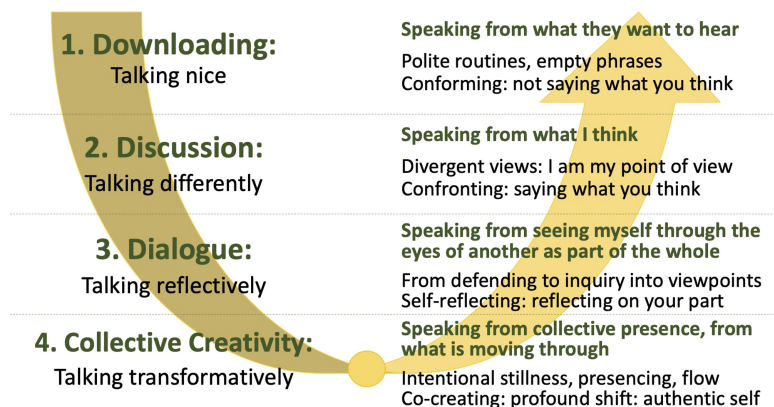 1. Downloading:
Talking nice
Speaking from what they want to hear
Polite routines, empty phrases
Conforming: not saying what you think
2. Discussion:
Talking differently
Speaking from what I think
Divergent views: I am my point of view
Confronting: saying what you think
3. Dialogue:
Talking reflectively
Speaking from seeing myself through the
eyes of another as part of the whole
From defending to inquiry into viewpoints
Self-reflecting: reflecting on your part
4. Collective Creativity:
Talking transformatively
Speaking from collective presence, from
what is moving through
Intentional stillness, presencing, flow
Co-creating: profound shift: authentic self